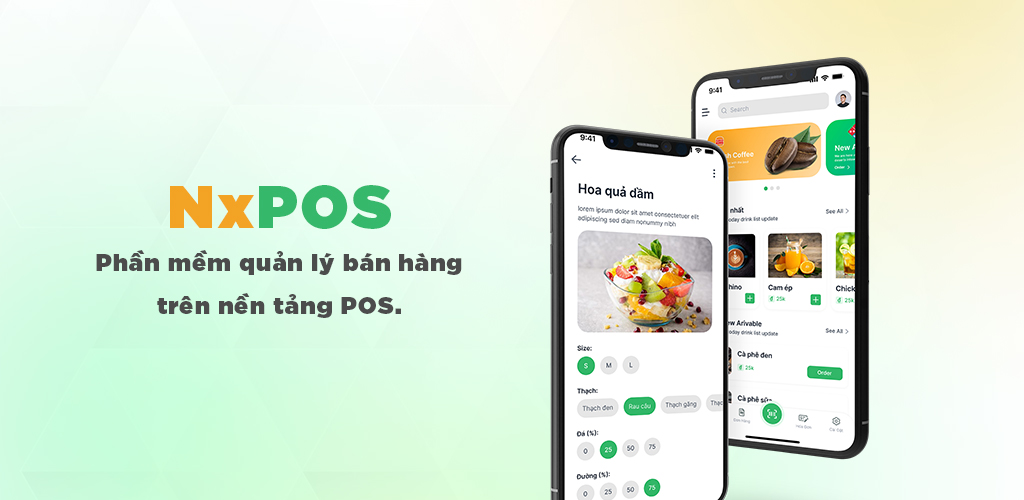 NxPOS
Phần mềm quản lý bán hàng
trên nền tảng POS.
9:41
Hoa quả dầm
lorem ipsum dolor sit amet consectetuer elit
adipiscing sed diam nonummy nibh
Size:
S M L
Thạch:
Thạch đen Rau câu Thạch găng
Đá (%):
0 25 50 75
Đường (%):
0 25 50 75
9:41
Search
h Coffee
New A
Order
nhất
See All
oday drink list update
hino
Cam ép
đ 25k
Chick
ew Arivable
See All
oday drink list update
Cà phê đen
đ 25k
Order
Cà phê sữa
Đơn hàng
Hóa đơn
Cài đặt